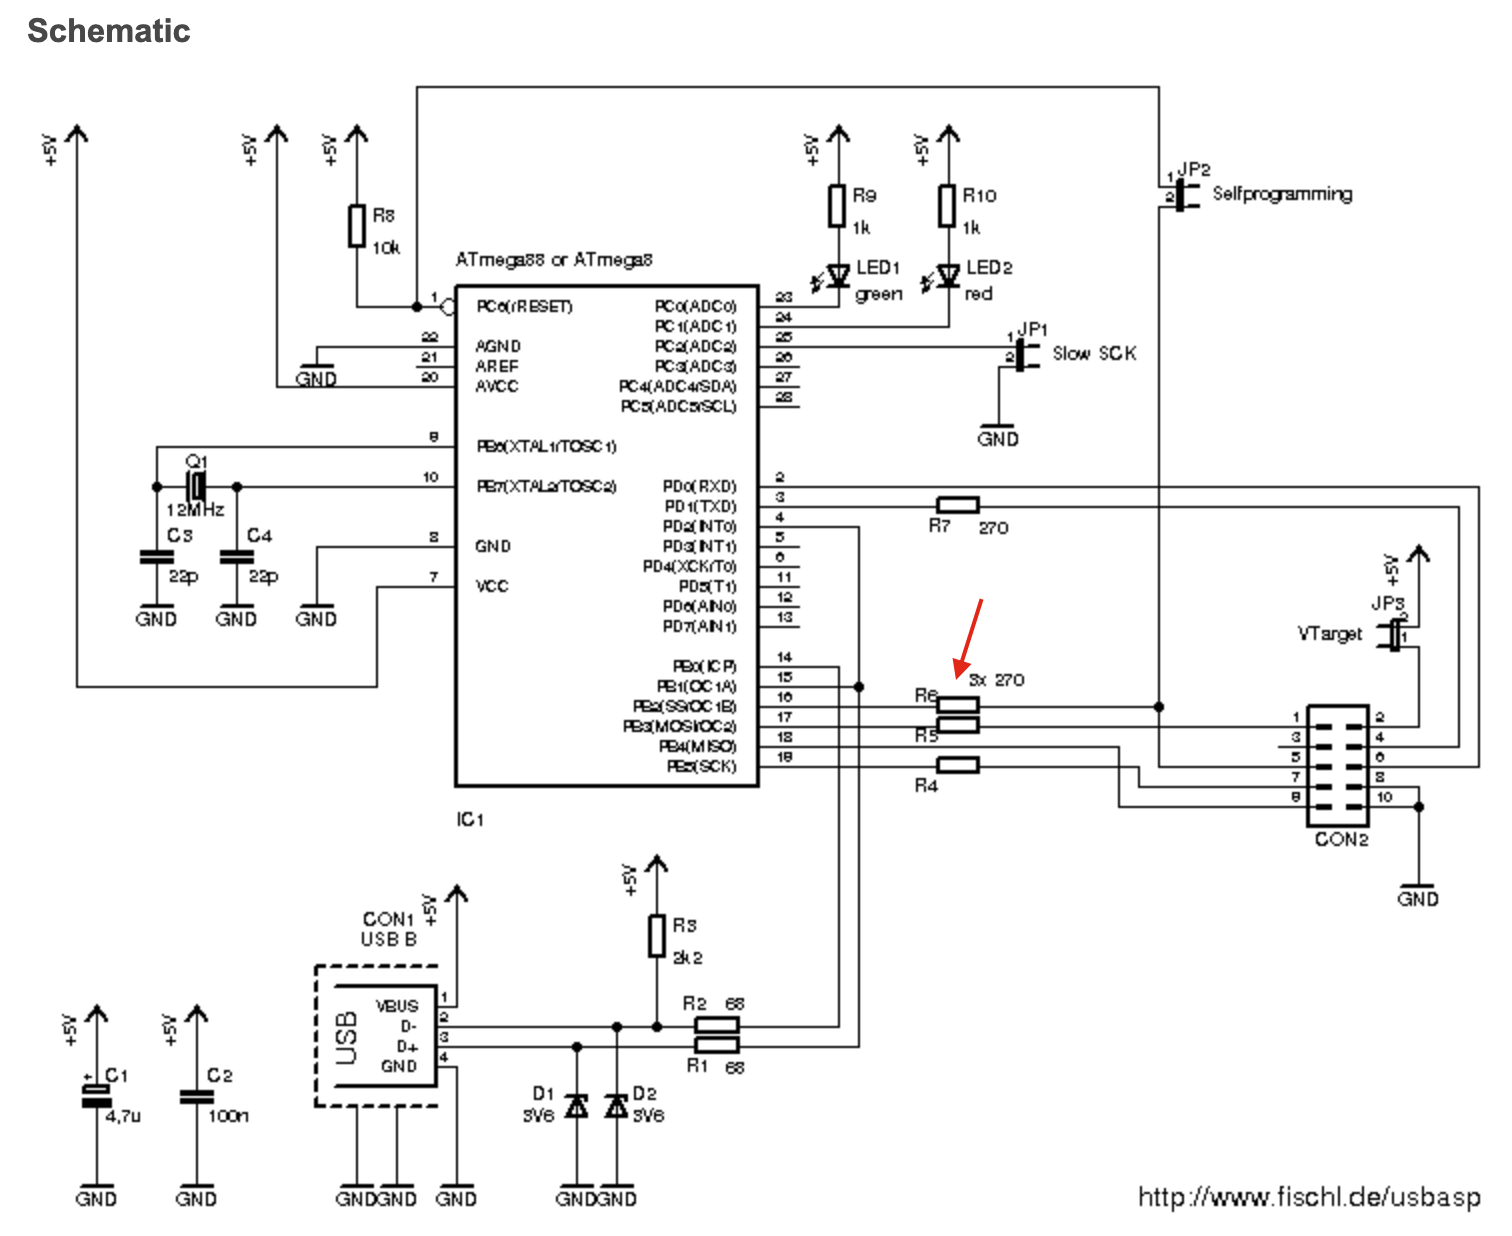 Schematic
+5V
+5V
+5V
+5V
+5V
R8
10k
R9
1k
R10
1k
LED1
green
LED2
red
JP2
1
2
Selfprogramming
ATmega88 or ATmega8
1
PC6(/RESET)
22
AGND
21
AREF
20
AVCC
GND
9
PB6(XTAL1/TOSC1)
10
PB7(XTAL2/TOSC2)
8
GND
7
VCC
Q1
12MHz
C3
22p
C4
22p
GND
GND
GND
PC0(ADC0)
23
PC1(ADC1)
24
PC2(ADC2)
25
PC3(ADC3)
26
PC4(ADC4/SDA)
27
PC5(ADC5/SCL)
28
JP1
1
2
Slow SCK
GND
PD0(RXD)
2
PD1(TXD)
3
PD2(INT0)
4
PD3(INT1)
5
PD4(XCK/T0)
6
PD5(T1)
11
PD6(AIN0)
12
PD7(AIN1)
13
R7
270
PB0(ICP)
14
PB1(OC1A)
15
PB2(SS/OC1B)
16
PB3(MOSI/OC2)
17
PB4(MISO)
18
PB5(SCK)
19
R6
3x 270
R5
R4
+5V
JP3
2
1
VTarget
1
2
3
4
5
6
7
8
9
10
CON2
GND
IC1
+5V
CON1
USB B
+5V
R3
2k2
USB
VBUS
1
D-
2
D+
3
GND
4
R2
68
R1
68
D1
3V6
D2
3V6
+5V
+
C1
4,7u
+5V
C2
100n
GND
GND
GND
GND
GND
GND
GND
http://www.fischl.de/usbasp